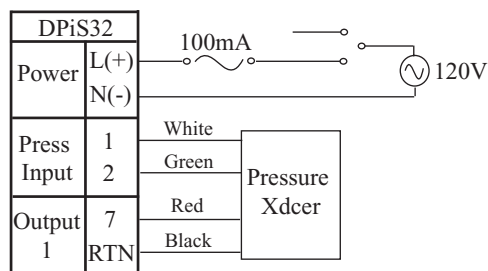 DPiS32
Power
L(+)
N(-)
100mA
120V
Press
Input
1
2
White
Green
Pressure
Xdcer
Output
1
7
RTN
Red
Black